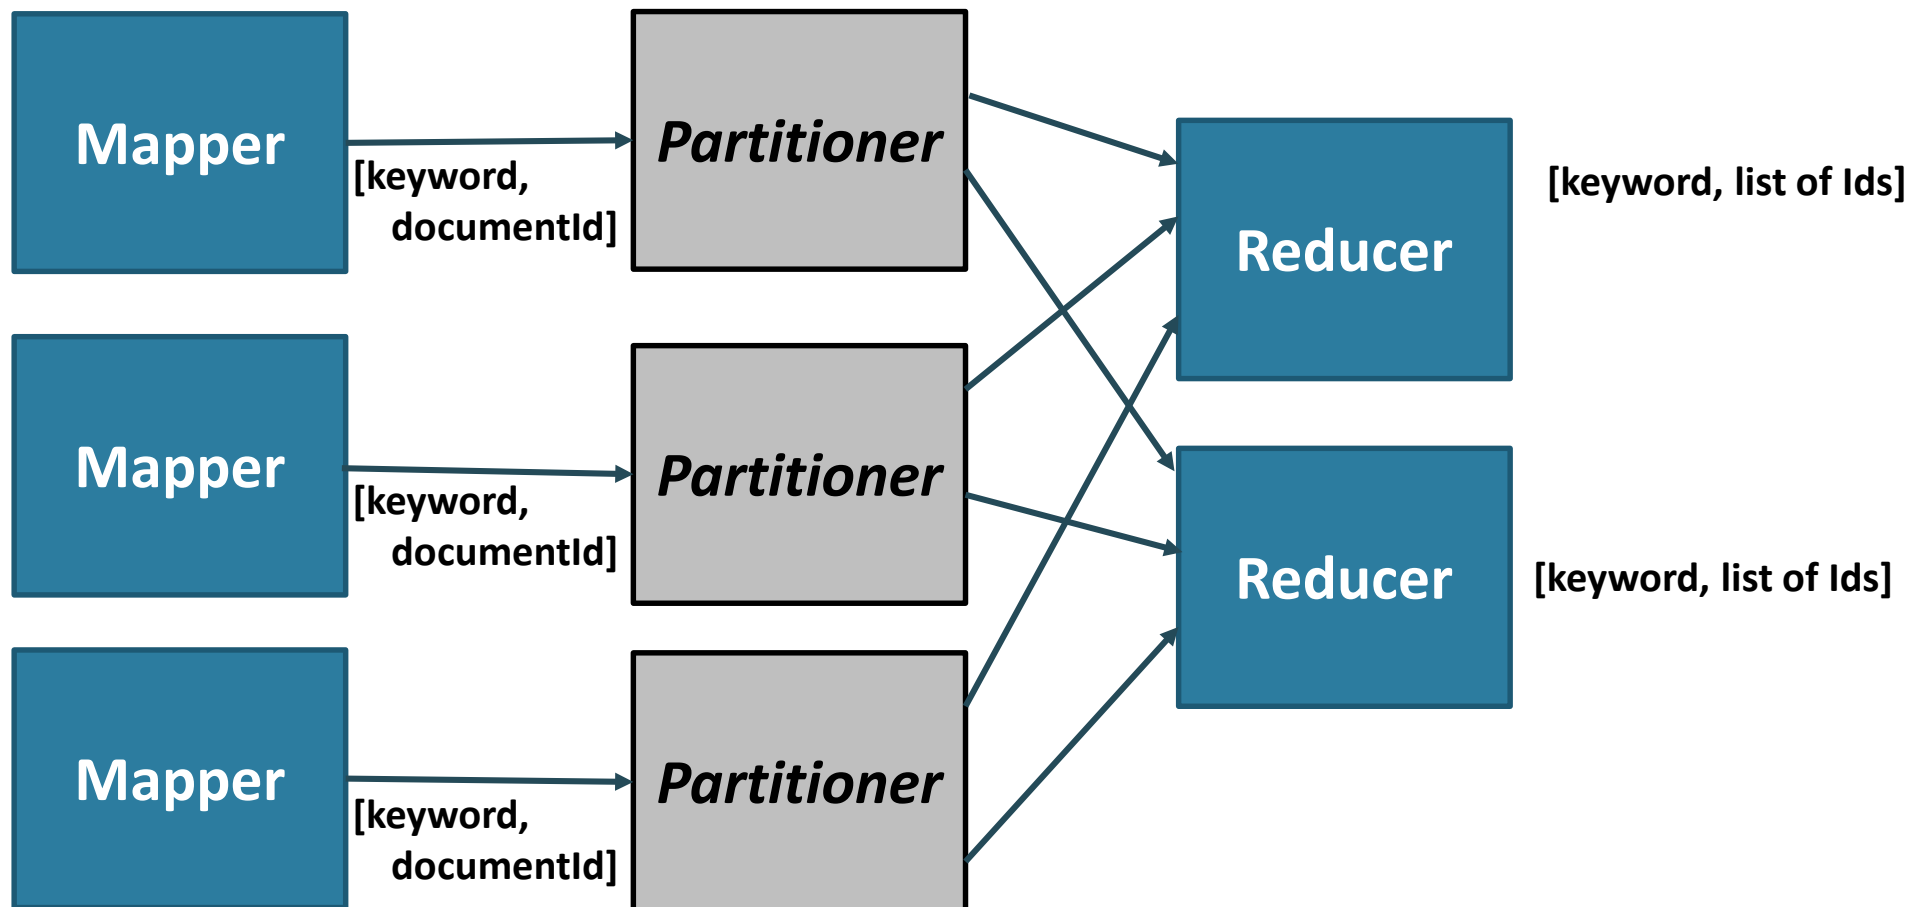 Mapper
[keyword,
documentId]
Partitioner
Reducer
[keyword, list of Ids]
Mapper
[keyword,
documentId]
Partitioner
Reducer
[keyword, list of Ids]
Mapper
[keyword,
documentId]
Partitioner